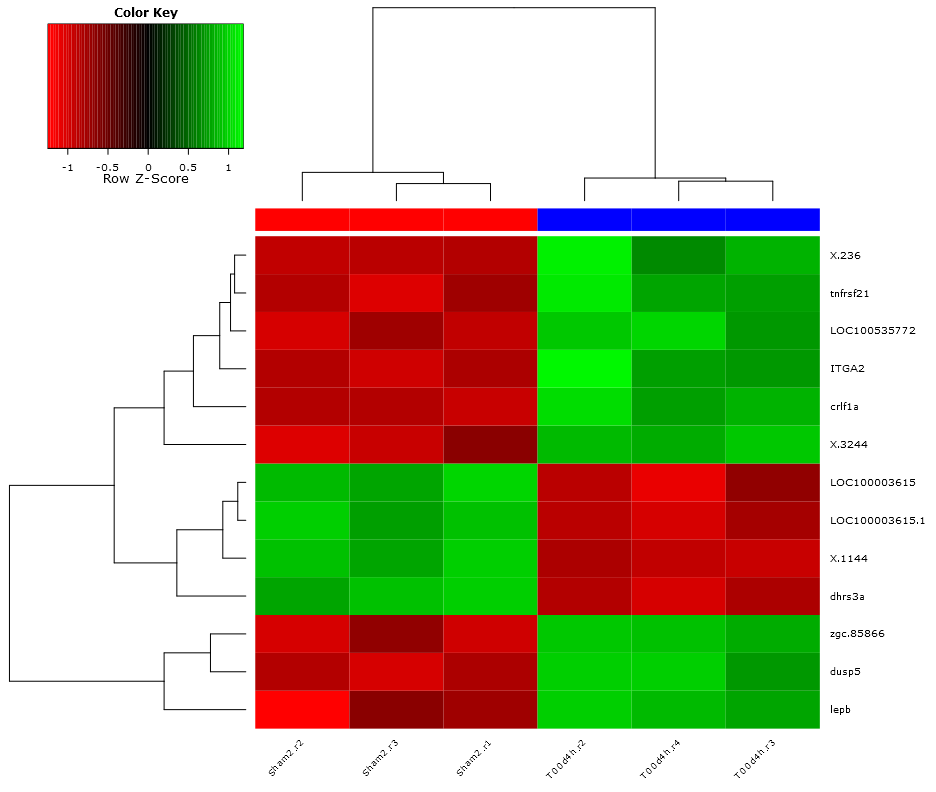 Color Key
-1 -0.5 0 0.5 1
Row Z-Score
X.236
tnfrsf21
LOC100535772
ITGA2
crlf1a
X.3244
LOC100003615
LOC100003615.1
X.1144
dhrs3a
zgc.85866
dusp5
lepb
Sham2.r2
Sham2.r3
Sham2.r1
T00d4h.r2
T00d4h.r4
T00d4h.r3